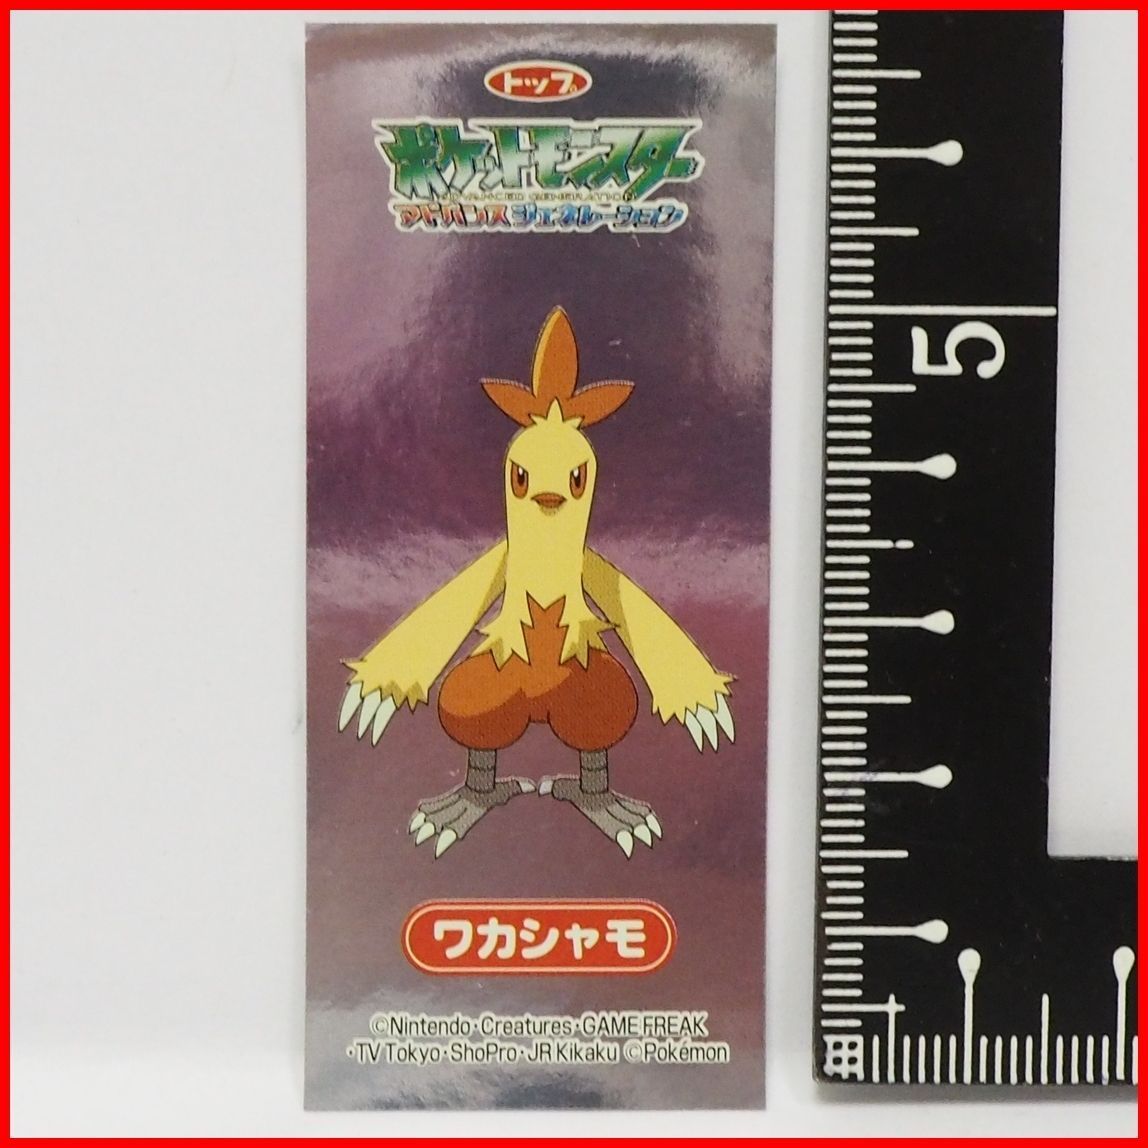 トップ
ポケットモンスター
ADVANCED GENERATION
アドバンスジェネレーション
ワカシャモ
©Nintendo・Creatures・GAME FREAK
・TV Tokyo・ShoPro・JR Kikaku ©Pokémon
5